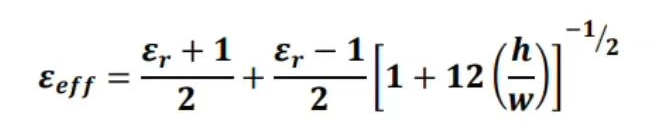 ε_eff = (ε_r + 1)/2 + (ε_r − 1)/2 [1 + 12 (h/w)]^(−1/2)